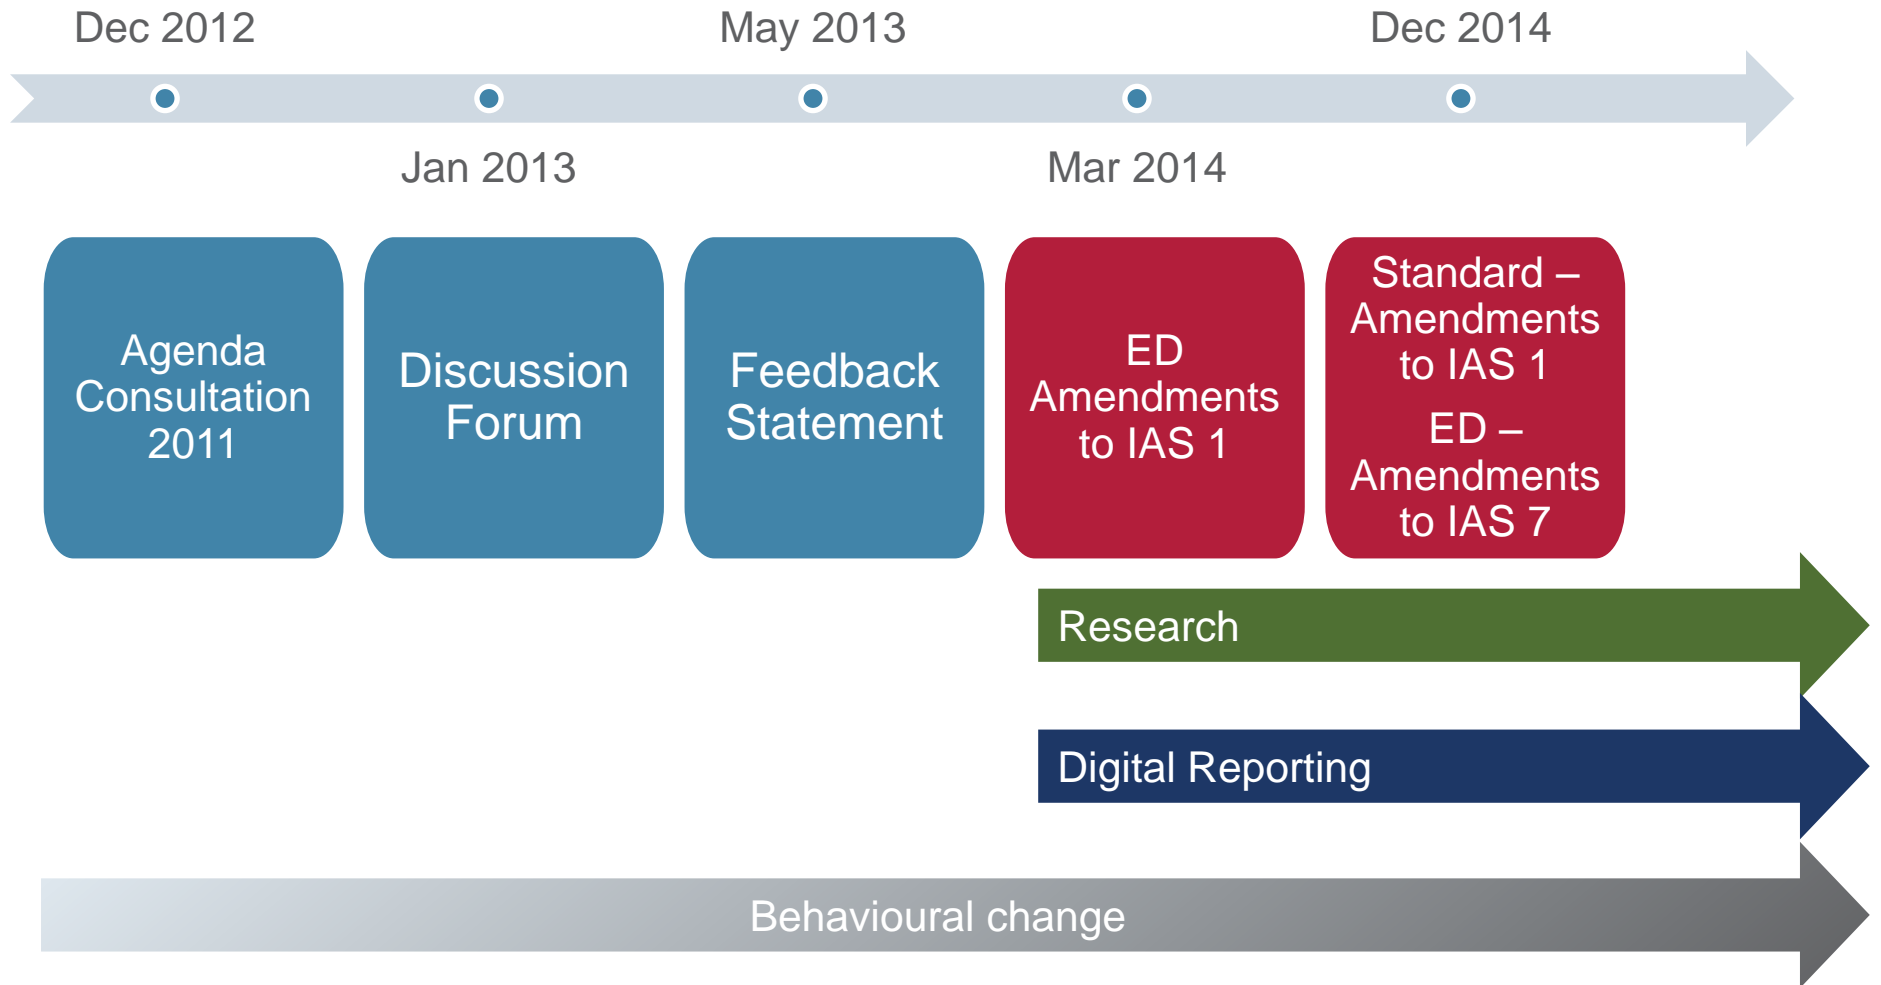 Dec 2012
May 2013
Dec 2014
Jan 2013
Mar 2014
Agenda
Consultation
2011
Discussion
Forum
Feedback
Statement
ED
Amendments
to IAS 1
Standard –
Amendments
to IAS 1
ED –
Amendments
to IAS 7
Research
Digital Reporting
Behavioural change